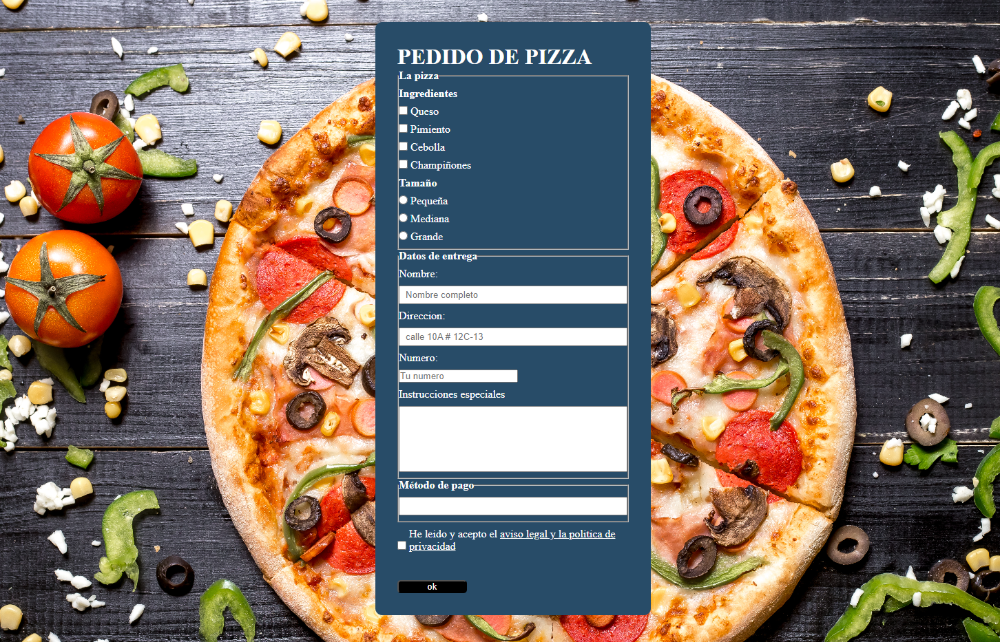 PEDIDO DE PIZZA
La pizza
Ingredientes
Queso
Pimiento
Cebolla
Champiñones
Tamaño
Pequeña
Mediana
Grande
Datos de entrega
Nombre:
Nombre completo
Direccion:
calle 10A # 12C-13
Numero:
Tu numero
Instrucciones especiales
Método de pago
He leido y acepto el aviso legal y la politica de
privacidad
ok